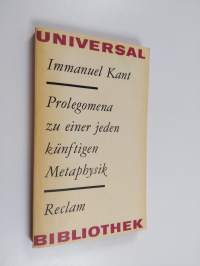 UNIVERSAL
Immanuel Kant
Prolegomena
zu einer jeden
künftigen
Metaphysik
Reclam
BIBLIOTHEK